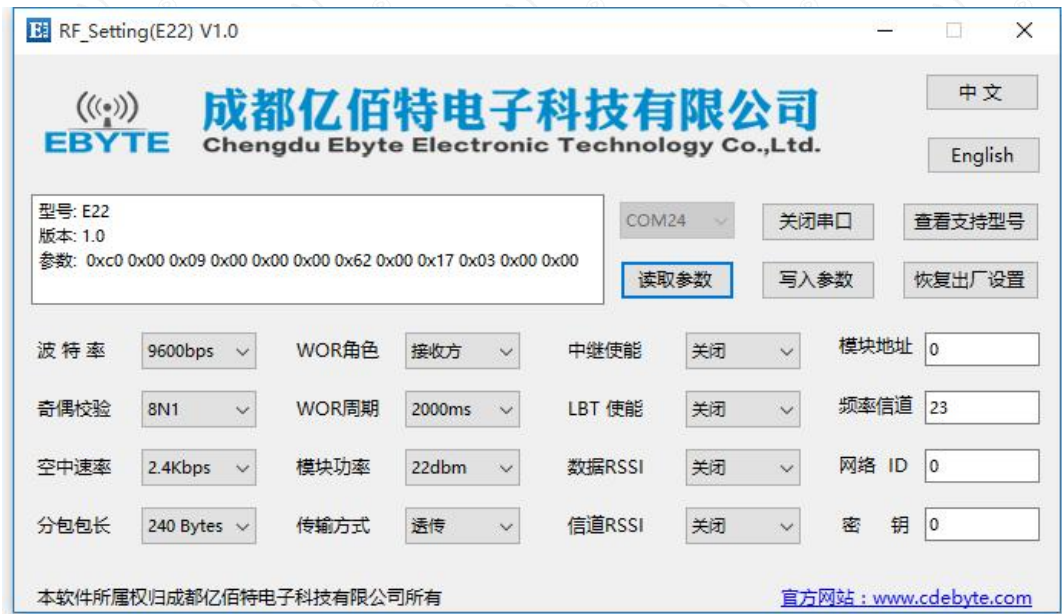 RF_Setting(E22) V1.0
EBYTE
成都亿佰特电子科技有限公司
Chengdu Ebyte Electronic Technology Co.,Ltd.
中 文
English
型号: E22
版本: 1.0
参数: 0xc0 0x00 0x09 0x00 0x00 0x00 0x62 0x00 0x17 0x03 0x00 0x00
COM24 关闭串口 查看支持型号
读取参数 写入参数 恢复出厂设置
波 特 率 9600bps WOR角色 接收方 中继使能 关闭 模块地址 0
奇偶校验 8N1 WOR周期 2000ms LBT 使能 关闭 频率信道 23
空中速率 2.4Kbps 模块功率 22dbm 数据RSSI 关闭 网络 ID 0
分包包长 240 Bytes 传输方式 透传 信道RSSI 关闭 密 钥 0
本软件所属权归成都亿佰特电子科技有限公司所有 官方网站：www.cdebyte.com